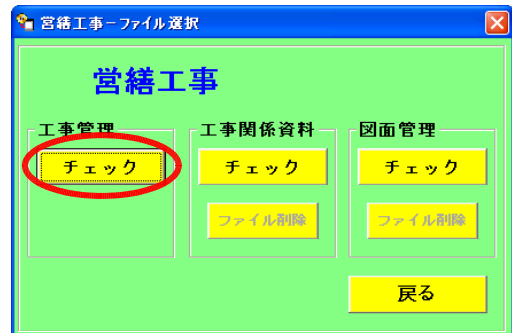 営繕工事－ファイル選択
営繕工事
工事管理 工事関係資料 図面管理
チェック チェック チェック
ファイル削除 ファイル削除
戻る